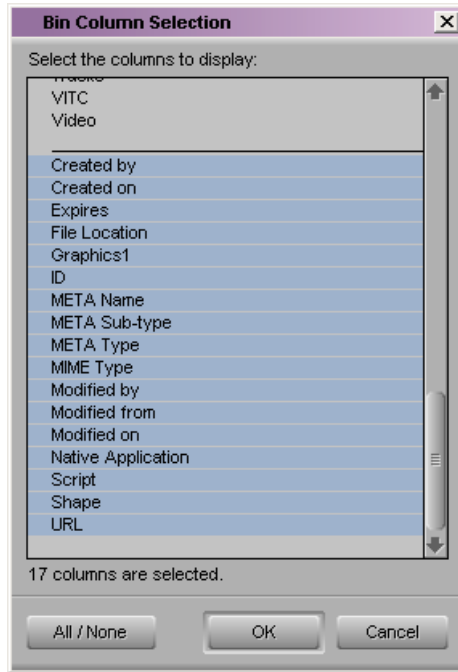 Bin Column Selection
Select the columns to display:
VITC
Video
Created by
Created on
Expires
File Location
Graphics1
ID
META Name
META Sub-type
META Type
MIME Type
Modified by
Modified from
Modified on
Native Application
Script
Shape
URL
17 columns are selected.
All / None OK Cancel